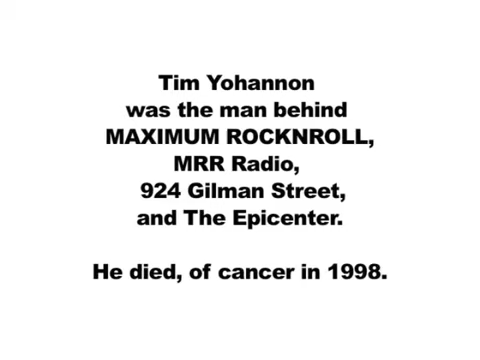 Tim Yohannon
was the man behind
MAXIMUM ROCKNROLL,
MRR Radio,
924 Gilman Street,
and The Epicenter.
He died, of cancer in 1998.